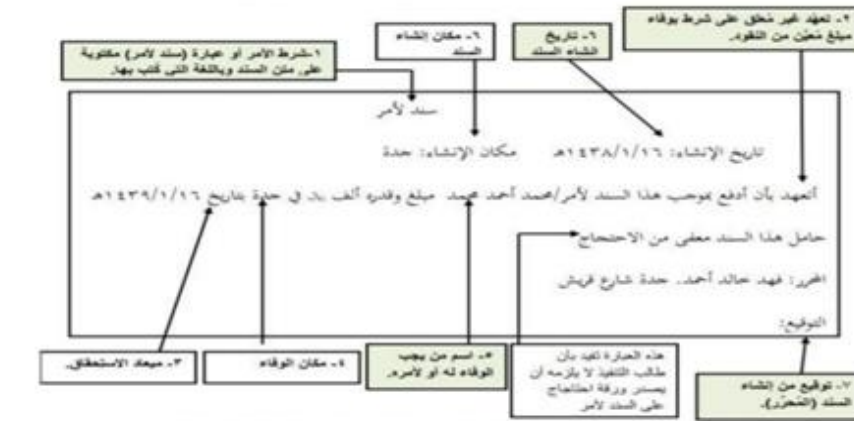 ٢- تعهد غير معلق على شرط بوفاء
مبلغ معين من النقود.
٦- تاريخ
انشاء السند
٦- مكان إنشاء
السند
١-شرط الأمر أو عبارة (سند لأمر) مكتوبة
على متن السند وباللغة التي كتب بها.
سند لأمر
تاريخ الإنشاء: ١٤٣٨/١/١٦هـ مكان الإنشاء: جدة
أتعهد بأن أدفع بموجب هذا السند لأمر/محمد أحمد محمد مبلغ وقدره ألف ريال في جدة بتاريخ ١٤٣٩/١/١٦هـ
حامل هذا السند معفى من الاحتجاج
المحرر: فهد خالد أحمد. جدة شارع قريش
التوقيع:
٧- توقيع من إنشاء
السند (المُحرّر).
هذه العبارة تفيد بأن
طالب التنفيذ لا يلزمه أن
يصدر ورقة احتجاج
على السند لأمر
٥- اسم من يجب
الوفاء له أو لأمره.
٤- مكان الوفاء
٣- ميعاد الاستحقاق.